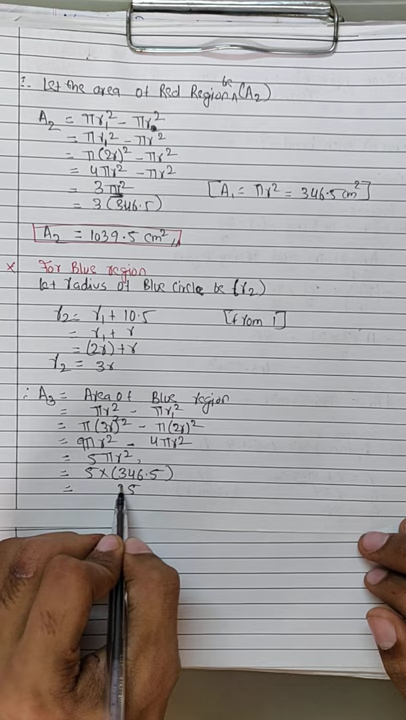 ∴ Let the area of Red Region be (A₂)
A₂ = πr₁² - πr²
= πr₁² - πr²
= π(2r)² - πr²
= 4πr² - πr²
= 3πr² [A₁ = πr² = 346.5 cm²]
= 3(346.5)
A₂ = 1039.5 cm²//
× For Blue region
let radius of Blue circle be (r₂)
r₂ = r₁ + 10.5 [from i]
= r₁ + r
= (2r) + r
r₂ = 3r
∴ A₃ = Area of Blue region
= πr₂² - πr₁²
= π(3r)² - π(2r)²
= 9πr² - 4πr²
= 5πr²,
= 5×(346.5)
= 25